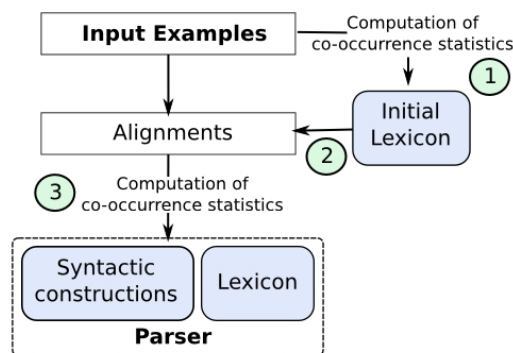 Input Examples
Computation of
co-occurrence statistics
1
Initial
Lexicon
Alignments
2
3
Computation of
co-occurrence statistics
Syntactic
constructions
Lexicon
Parser